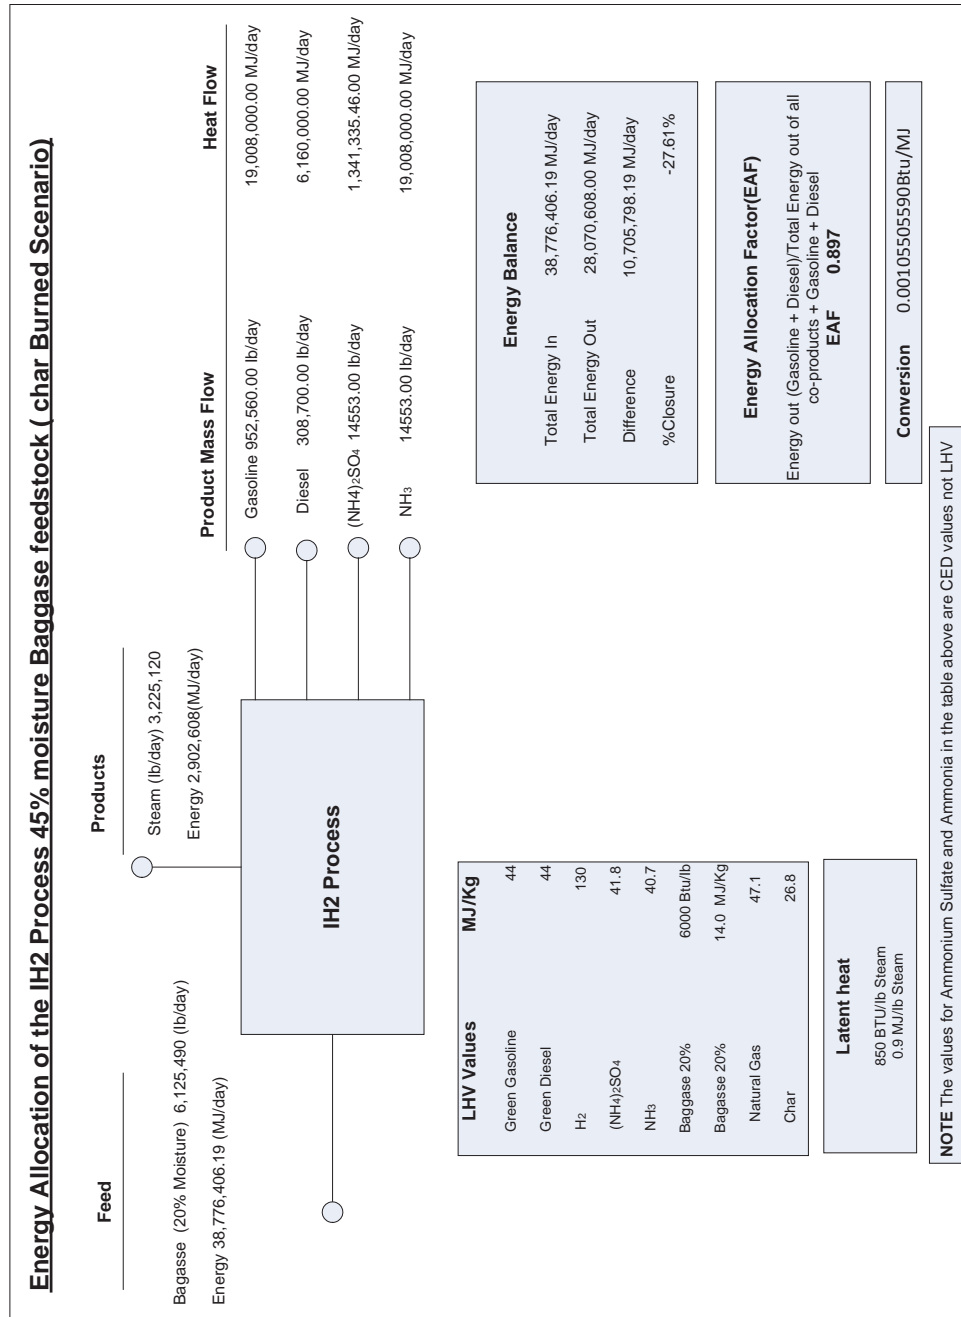 Energy Allocation of the IH2 Process 45% moisture Baggase feedstock ( char Burned Scenario)
Feed
Bagasse (20% Moisture) 6,125,490 (lb/day)
Energy 38,776,406.19 (MJ/day)
Products
Steam (lb/day) 3,225,120
Energy 2,902,608(MJ/day)
IH2 Process
Product Mass Flow Heat Flow
Gasoline 952,560.00 lb/day 19,008,000.00 MJ/day
Diesel 308,700.00 lb/day 6,160,000.00 MJ/day
(NH4)2SO4 14553.00 lb/day 1,341,335.46.00 MJ/day
NH3 14553.00 lb/day 19,008,000.00 MJ/day
LHV Values MJ/Kg
Green Gasoline 44
Green Diesel 44
H2 130
(NH4)2SO4 41.8
NH3 40.7
Baggase 20% 6000 Btu/lb
Bagasse 20% 14.0 MJ/Kg
Natural Gas 47.1
Char 26.8
Latent heat
850 BTU/lb Steam
0.9 MJ/lb Steam
Energy Balance
Total Energy In 38,776,406.19 MJ/day
Total Energy Out 28,070,608.00 MJ/day
Difference 10,705,798.19 MJ/day
%Closure -27.61%
Energy Allocation Factor(EAF)
Energy out (Gasoline + Diesel)/Total Energy out of all
co-products + Gasoline + Diesel
EAF 0.897
Conversion 0.00105505590Btu/MJ
NOTE The values for Ammonium Sulfate and Ammonia in the table above are CED values not LHV